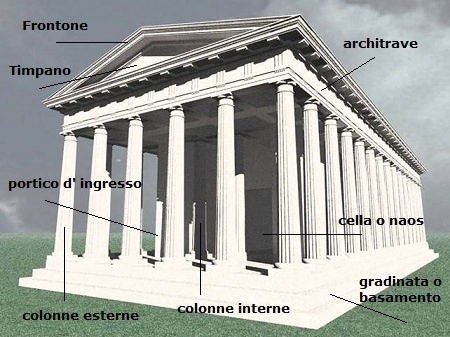 Frontone
architrave
Timpano
portico d' ingresso
cella o naos
gradinata o
basamento
colonne interne
colonne esterne